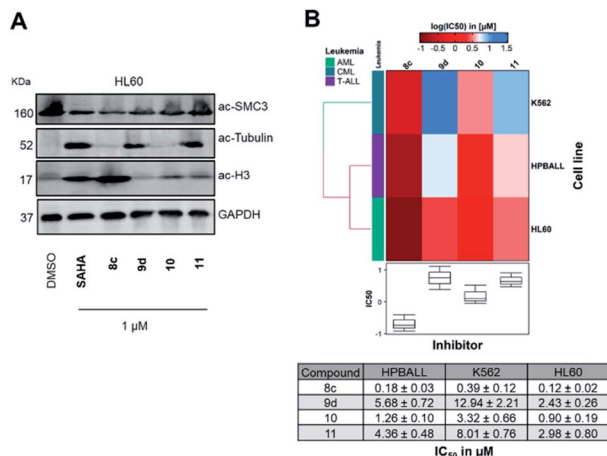 A
KDa
HL60
160
ac-SMC3
52
ac-Tubulin
17
ac-H3
37
GAPDH
DMSO
SAHA
8c
9d
10
11
1 µM
B
log(IC50) in [µM]
-1 -0.5 0 0.5 1 1.5
Leukemia
AML
CML
T-ALL
Leukemia
8c 9d 10 11
K562
HPBALL
HL60
Cell line
IC50
1
0
-1
Inhibitor
Compound HPBALL K562 HL60
8c 0.18 ± 0.03 0.39 ± 0.12 0.12 ± 0.02
9d 5.68 ± 0.72 12.94 ± 2.21 2.43 ± 0.26
10 1.26 ± 0.10 3.32 ± 0.66 0.90 ± 0.19
11 4.36 ± 0.48 8.01 ± 0.76 2.98 ± 0.80
IC50 in µM